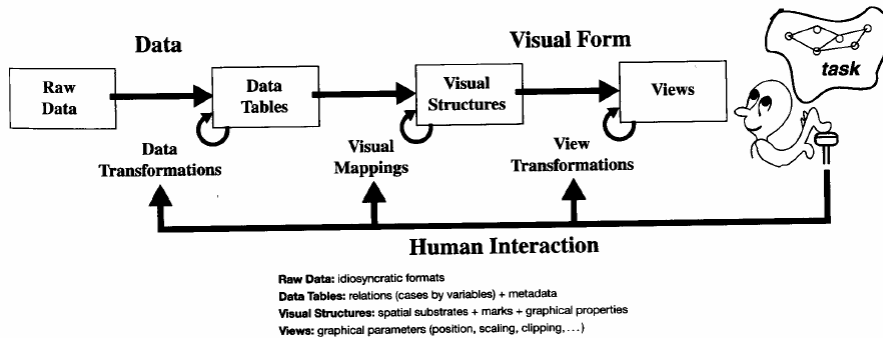 Data
Visual Form
task
Raw
Data
Data
Tables
Visual
Structures
Views
Data
Transformations
Visual
Mappings
View
Transformations
Human Interaction
Raw Data: idiosyncratic formats
Data Tables: relations (cases by variables) + metadata
Visual Structures: spatial substrates + marks + graphical properties
Views: graphical parameters (position, scaling, clipping,...)